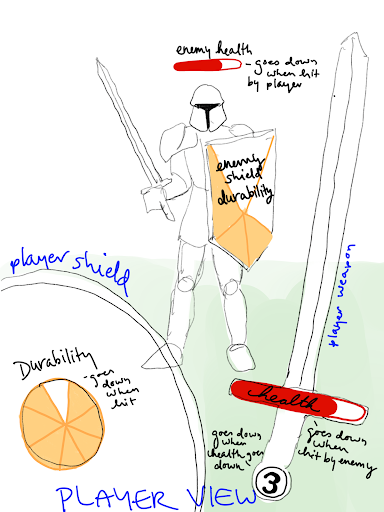 enemy health
- goes down
when hit
by player
enemy
shield
durability
player shield
player weapon
Durability
- goes
down
when
hit
health
goes
down
when
health goes
down
goes
down
when
hit by enemy
3
PLAYER VIEW